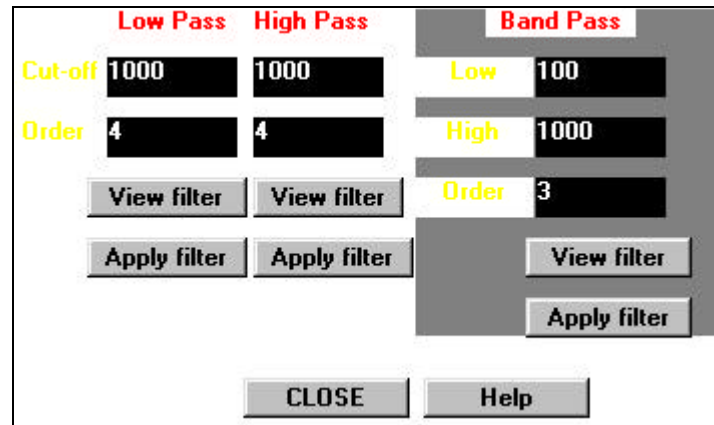 Low Pass High Pass Band Pass
Cut-off 1000 1000 Low 100
Order 4 4 High 1000
View filter View filter Order 3
Apply filter Apply filter View filter
Apply filter
CLOSE Help